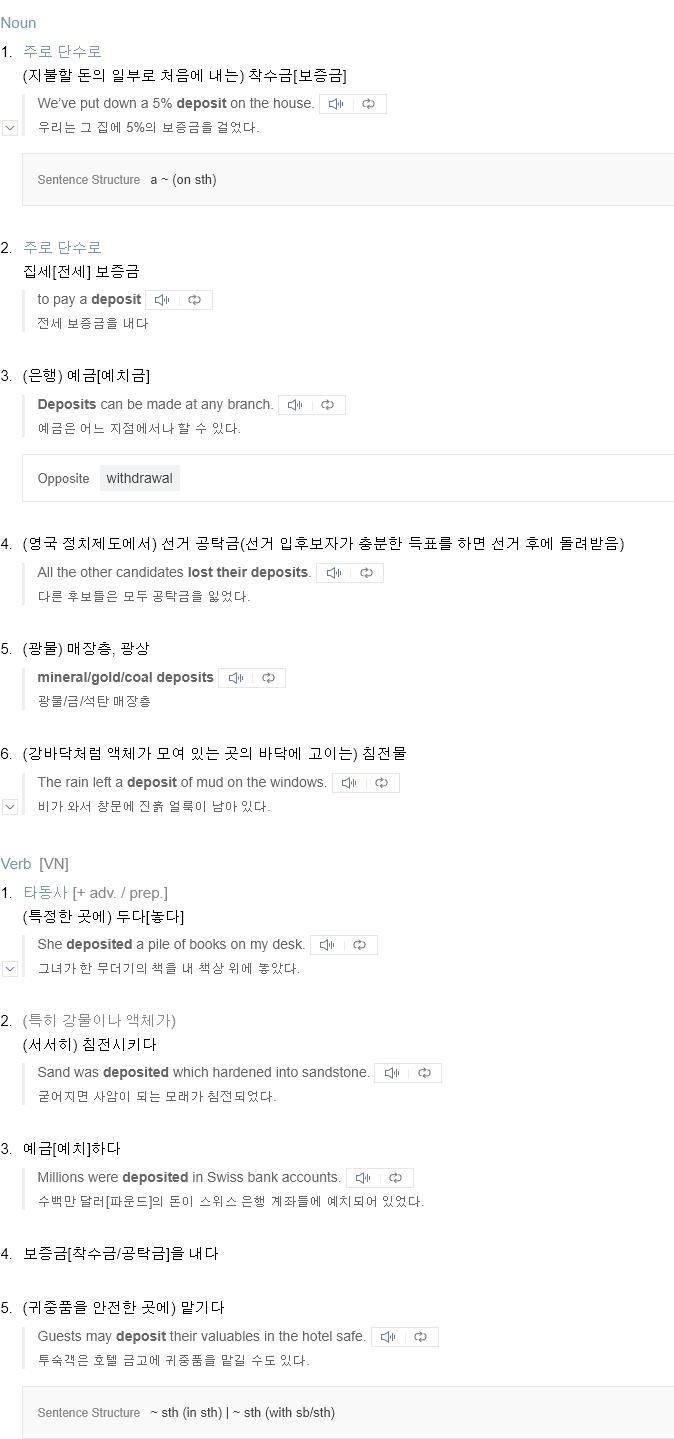 Noun
1. 주로 단수로
(지불할 돈의 일부로 처음에 내는) 착수금[보증금]
We've put down a 5% deposit on the house.
우리는 그 집에 5%의 보증금을 걸었다.
Sentence Structure a ~ (on sth)
2. 주로 단수로
집세[전세] 보증금
to pay a deposit
전세 보증금을 내다
3. (은행) 예금[예치금]
Deposits can be made at any branch.
예금은 어느 지점에서나 할 수 있다.
Opposite withdrawal
4. (영국 정치제도에서) 선거 공탁금(선거 입후보자가 충분한 득표를 하면 선거 후에 돌려받음)
All the other candidates lost their deposits.
다른 후보들은 모두 공탁금을 잃었다.
5. (광물) 매장층, 광상
mineral/gold/coal deposits
광물/금/석탄 매장층
6. (강바닥처럼 액체가 모여 있는 곳의 바닥에 고이는) 침전물
The rain left a deposit of mud on the windows.
비가 와서 창문에 진흙 얼룩이 남아 있다.
Verb [VN]
1. 타동사 [+ adv. / prep.]
(특정한 곳에) 두다[놓다]
She deposited a pile of books on my desk.
그녀가 한 무더기의 책을 내 책상 위에 놓았다.
2. (특히 강물이나 액체가)
(서서히) 침전시키다
Sand was deposited which hardened into sandstone.
굳어지면 사암이 되는 모래가 침전되었다.
3. 예금[예치]하다
Millions were deposited in Swiss bank accounts.
수백만 달러[파운드]의 돈이 스위스 은행 계좌들에 예치되어 있었다.
4. 보증금[착수금/공탁금]을 내다
5. (귀중품을 안전한 곳에) 맡기다
Guests may deposit their valuables in the hotel safe.
투숙객은 호텔 금고에 귀중품을 맡길 수도 있다.
Sentence Structure ~ sth (in sth) | ~ sth (with sb/sth)